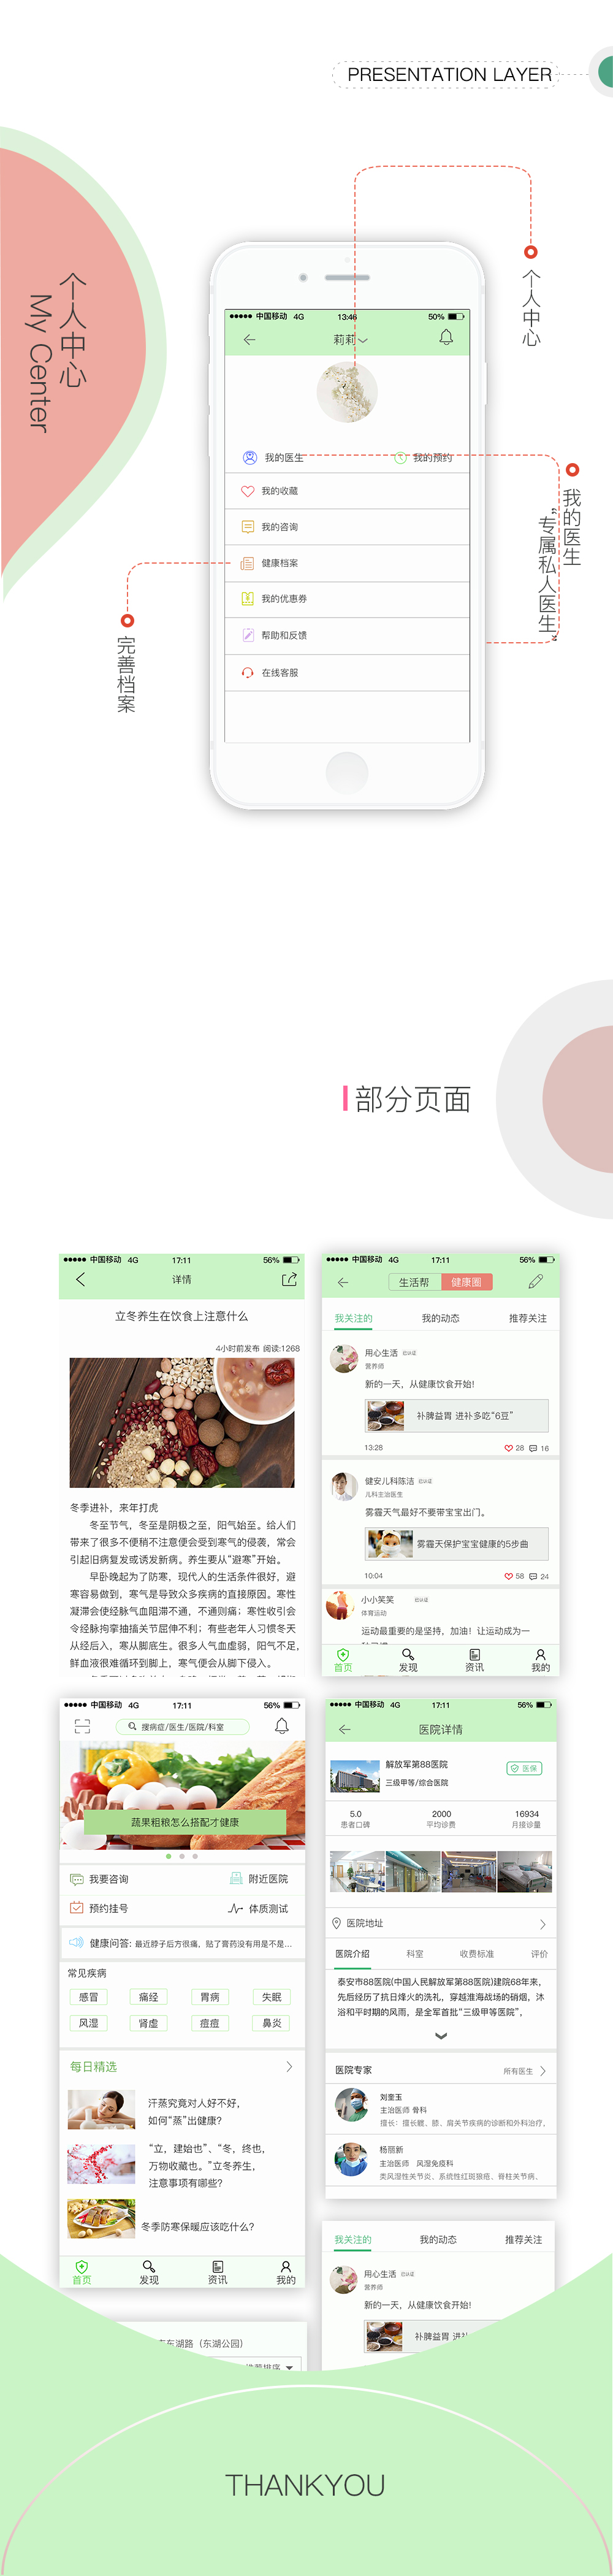 PRESENTATION LAYER
个人中心
My Center
个人中心
中国移动 4G 13:46 50%
莉莉
我的医生 我的预约
我的收藏
我的咨询
健康档案
我的优惠券
帮助和反馈
在线客服
我的医生
“专属私人医生”
完善档案
部分页面
中国移动 4G 17:11 56%
详情
立冬养生在饮食上注意什么
4小时前发布 阅读:1268
冬季进补，来年打虎
冬至节气，冬至是阴极之至，阳气始至。给人们
带来了很多不便稍不注意便会受到寒气的侵袭，常会
引起旧病复发或诱发新病。养生要从“避寒”开始。
早卧晚起为了防寒，现代人的生活条件很好，避
寒容易做到，寒气是导致众多疾病的直接原因。寒性
凝滞会使经脉气血阻滞不通，不通则痛；寒性收引会
令经脉拘挛抽搐关节屈伸不利；有些老年人习惯冬天
从经后入，寒从脚底生。很多人气血虚弱，阳气不足，
鲜血液很难循环到脚上，寒气便会从脚下侵入。
中国移动 4G 17:11 56%
生活帮 健康圈
我关注的 我的动态 推荐关注
用心生活 已认证
营养师
新的一天，从健康饮食开始!
补脾益胃 进补多吃“6豆”
13:28 28 16
健安儿科陈洁 已认证
儿科主治医生
雾霾天气最好不要带宝宝出门。
雾霾天保护宝宝健康的5步曲
10:04 58 24
小小笑笑 已认证
体育运动
运动最重要的是坚持，加油！让运动成为一
首页 发现 资讯 我的
中国移动 4G 17:11 56%
搜病症/医生/医院/科室
蔬果粗粮怎么搭配才健康
我要咨询 附近医院
预约挂号 体质测试
健康问答: 最近脖子后方很痛，贴了膏药没有用是不是...
常见疾病
感冒 痛经 胃病 失眠
风湿 肾虚 痘痘 鼻炎
每日精选
汗蒸究竟对人好不好，
如何“蒸”出健康?
“立，建始也”、“冬，终也，
万物收藏也。”立冬养生，
注意事项有哪些?
冬季防寒保暖应该吃什么?
首页 发现 资讯 我的
中国移动 4G 17:11 56%
医院详情
解放军第88医院
三级甲等/综合医院
医保
5.0 2000 16934
患者口碑 平均诊费 月接诊量
医院地址
医院介绍 科室 收费标准 评价
泰安市88医院(中国人民解放军第88医院)建院68年来，
先后经历了抗日烽火的洗礼，穿越淮海战场的硝烟，沐
浴和平时期的风雨，是全军首批“三级甲等医院”，
医院专家 所有医生
刘奎玉
主治医师 骨科
擅长：擅长髋、膝、肩关节疾病的诊断和外科治疗，
杨丽新
主治医师 风湿免疫科
类风湿性关节炎、系统性红斑狼疮、脊柱关节病、
东湖路（东湖公园）
我关注的 我的动态 推荐关注
用心生活 已认证
营养师
新的一天，从健康饮食开始!
补脾益胃 进
THANKYOU